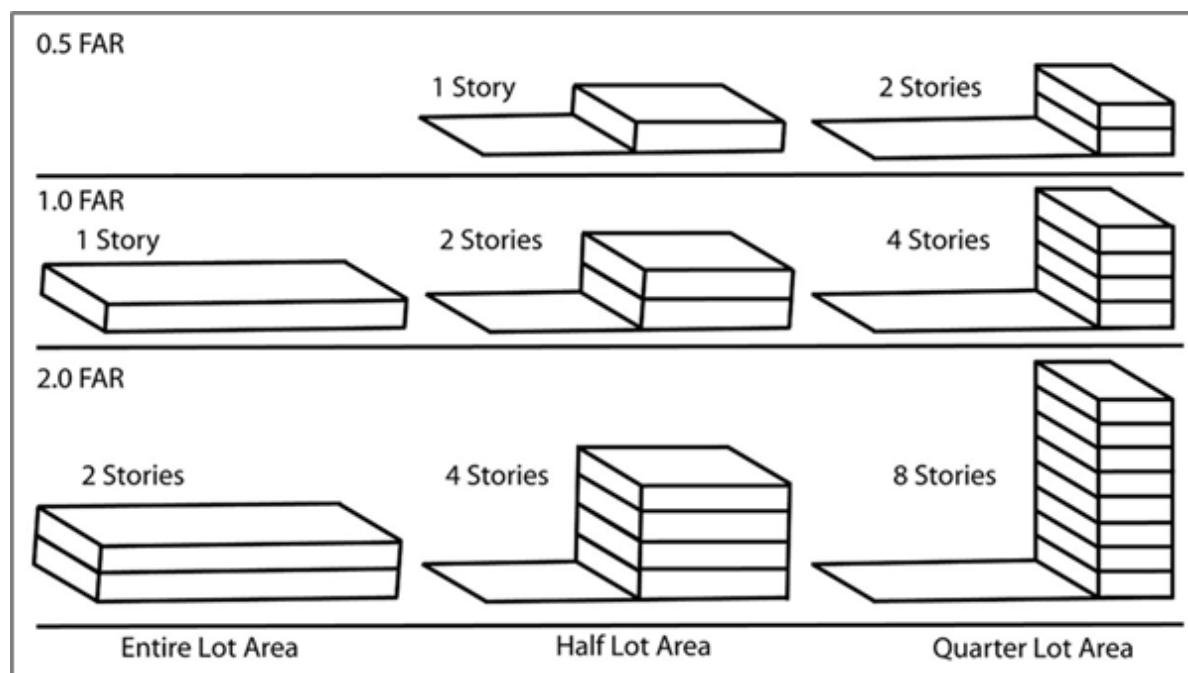 0.5 FAR
1 Story
2 Stories
1.0 FAR
1 Story
2 Stories
4 Stories
2.0 FAR
2 Stories
4 Stories
8 Stories
Entire Lot Area
Half Lot Area
Quarter Lot Area